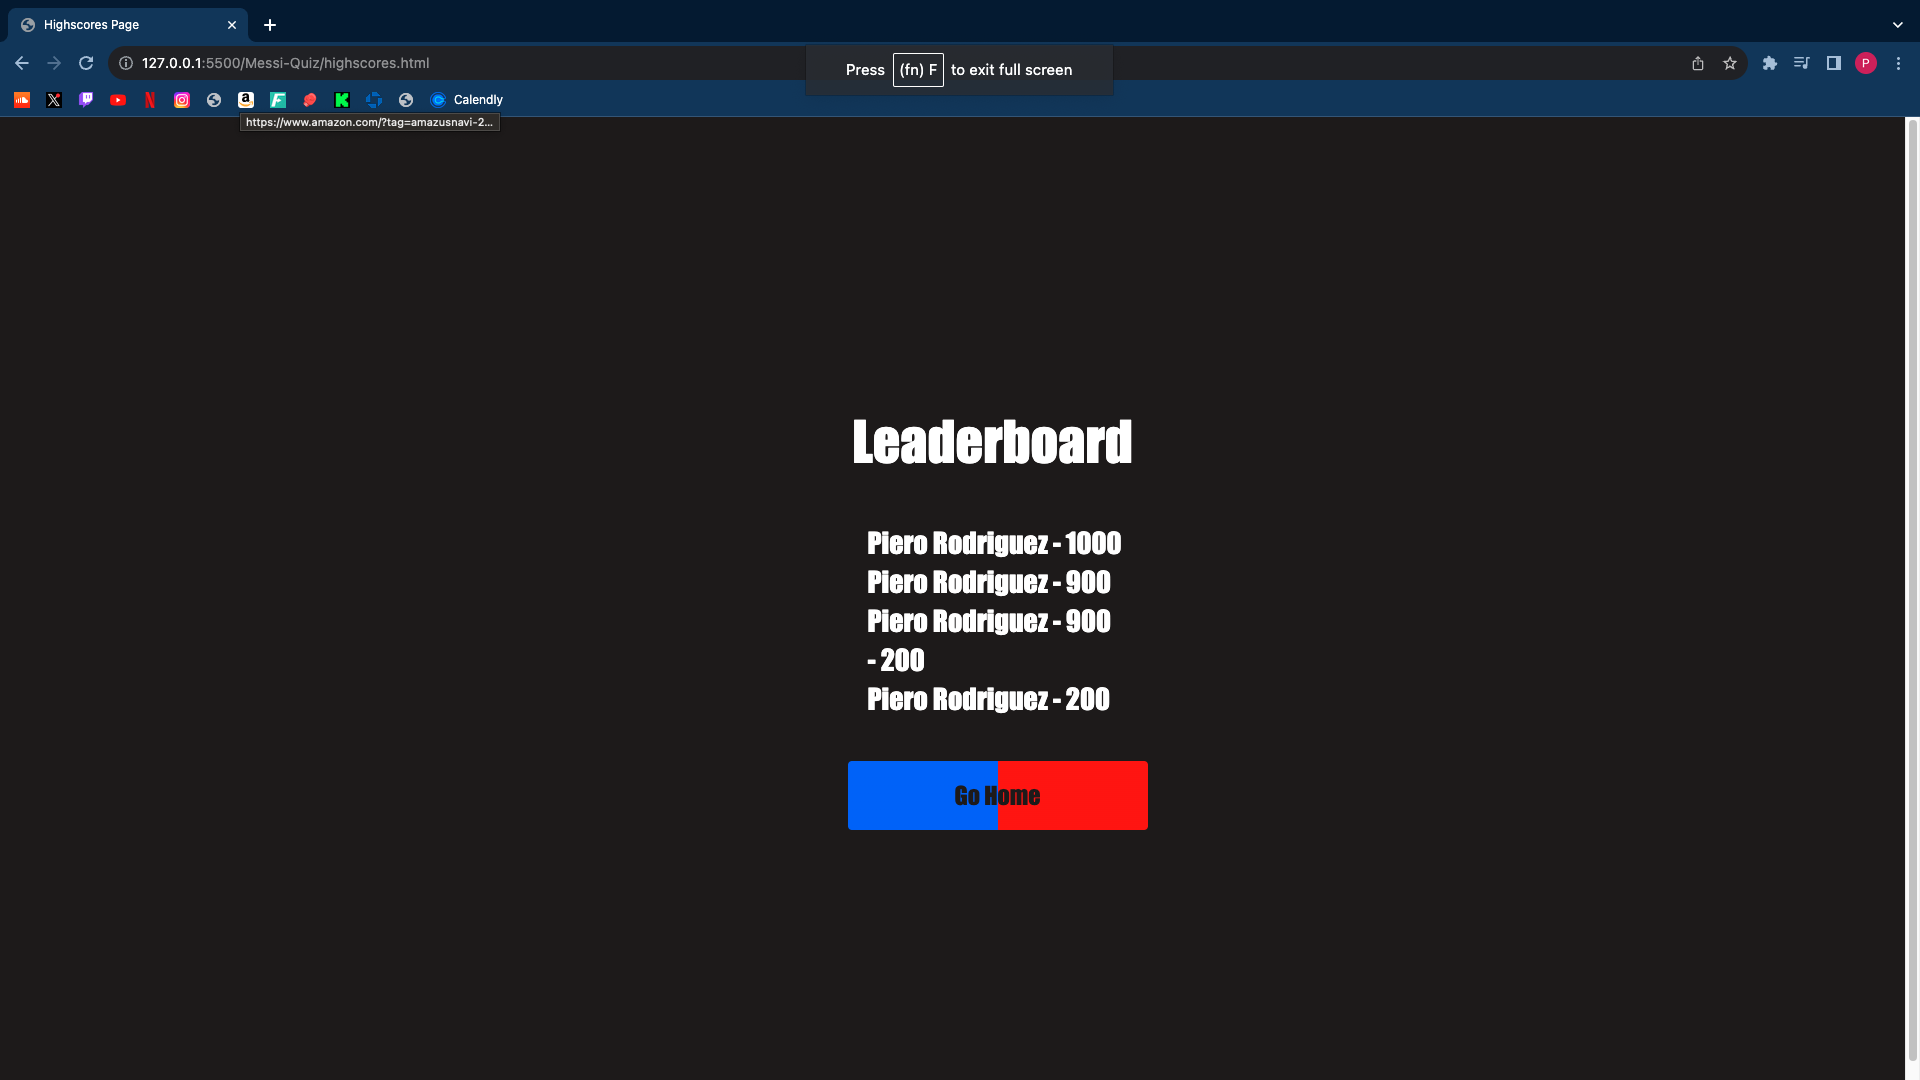 Highscores Page
127.0.0.1:5500/Messi-Quiz/highscores.html
Press (fn) F to exit full screen
P
Calendly
https://www.amazon.com/?tag=amazusnavi-2...
Leaderboard
Piero Rodriguez - 1000
Piero Rodriguez - 900
Piero Rodriguez - 900
- 200
Piero Rodriguez - 200
Go Home